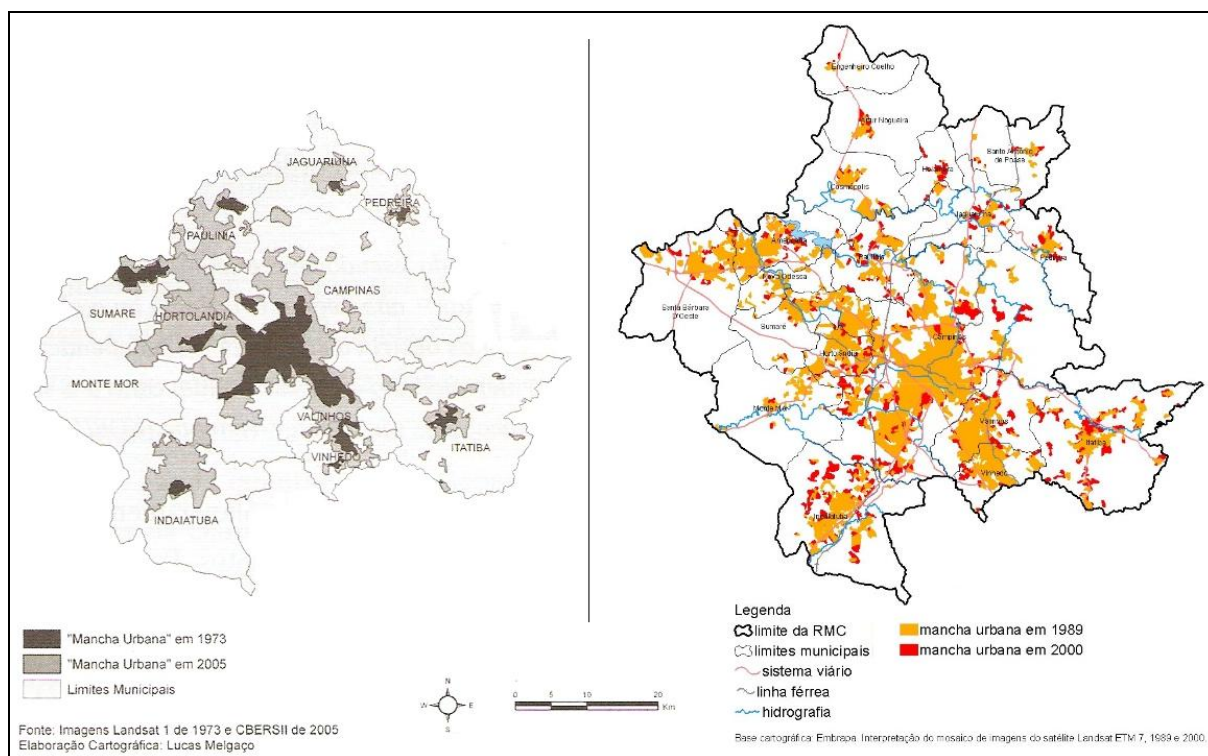 JAGUARIUNA
PEDREIRA
PAULINIA
CAMPINAS
SUMARE
HORTOLANDIA
MONTE MOR
VALINHOS
VINHEDO
ITATIBA
INDAIATUBA
"Mancha Urbana" em 1973
"Mancha Urbana" em 2005
Limites Municipais
Fonte: Imagens Landsat 1 de 1973 e CBERSII de 2005
Elaboração Cartográfica: Lucas Melgaço
N
W E
S
0 5 10 20
Km
Engenheiro Coelho
Artur Nogueira
Santo Antônio
de Posse
Holambra
Cosmópolis
Jaguariúna
Pedreira
Americana
Paulínia
Nova Odessa
Santa Bárbara
D'Oeste
Sumaré
Campinas
Hortolândia
Monte Mor
Valinhos
Itatiba
Vinhedo
Indaiatuba
Legenda
limite da RMC
limites municipais
sistema viário
linha férrea
hidrografia
mancha urbana em 1989
mancha urbana em 2000
Base cartográfica: Embrapa. Interpretação do mosaico de imagens do satélite Landsat ETM 7, 1989 e 2000.